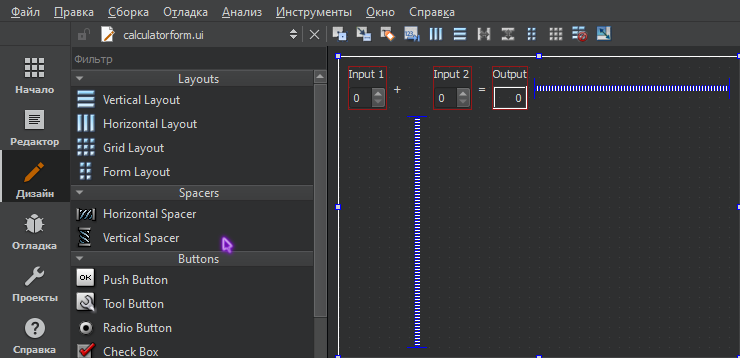 Файл Правка Сборка Отладка Анализ Инструменты Окно Справка
calculatorform.ui
Начало
Редактор
Дизайн
Отладка
Проекты
Справка
Фильтр
Layouts
Vertical Layout
Horizontal Layout
Grid Layout
Form Layout
Spacers
Horizontal Spacer
Vertical Spacer
Buttons
OK Push Button
Tool Button
Radio Button
Check Box
Input 1 Input 2 Output
0 + 0 = 0